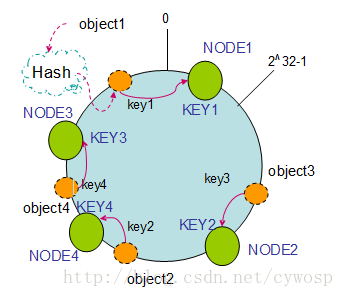 object1
0
NODE1
2^32-1
Hash
key1
KEY1
NODE3
KEY3
key4
key3
object3
object4
KEY4
key2
KEY2
NODE4
NODE2
object2
http://blog.csdn.net/cywosp